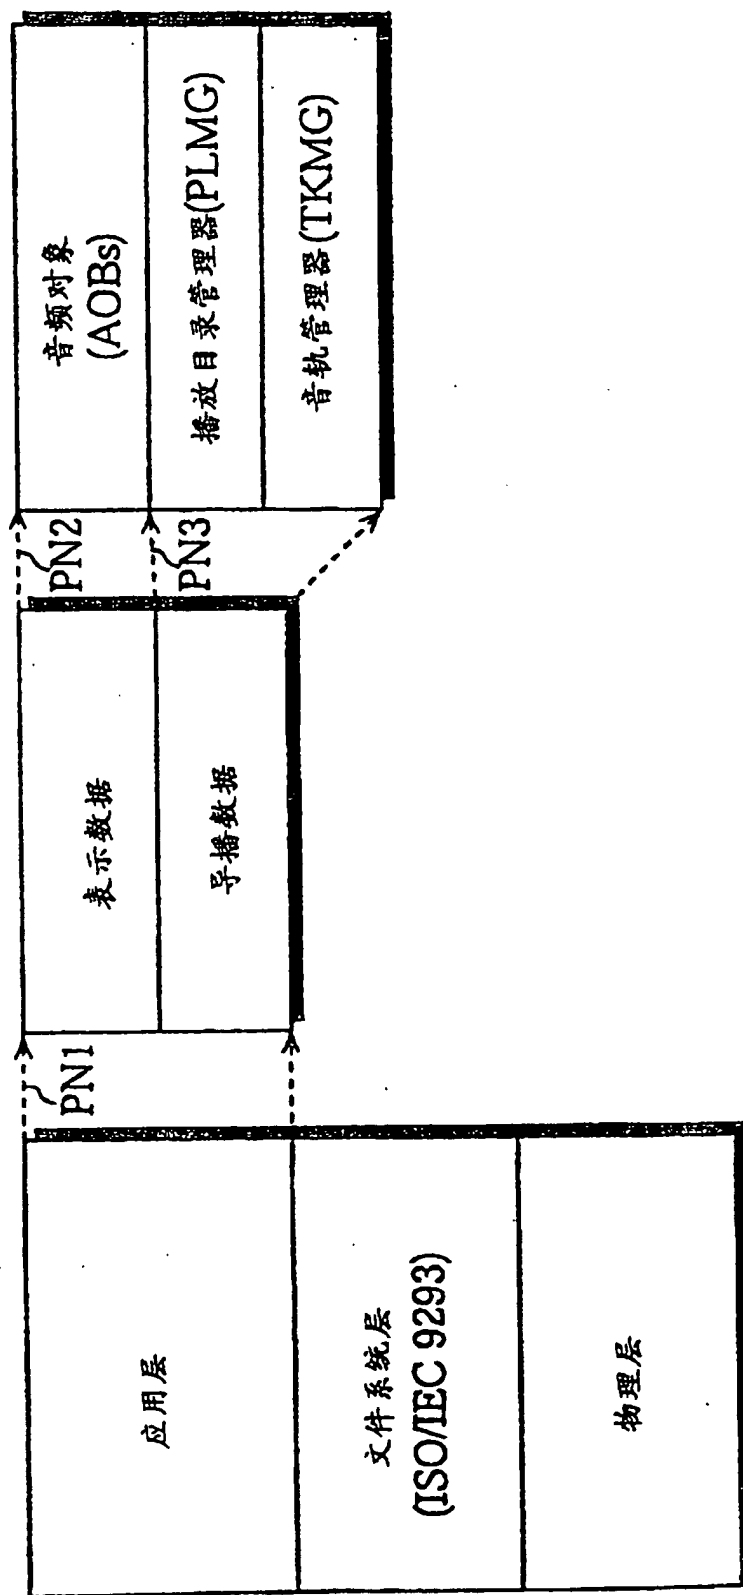 应用层
文件系统层
(ISO/IEC 9293)
物理层
PN1
表示数据
导播数据
PN2
PN3
音频对象
(AOBs)
播放目录管理器(PLMG)
音轨管理器(TKMG)